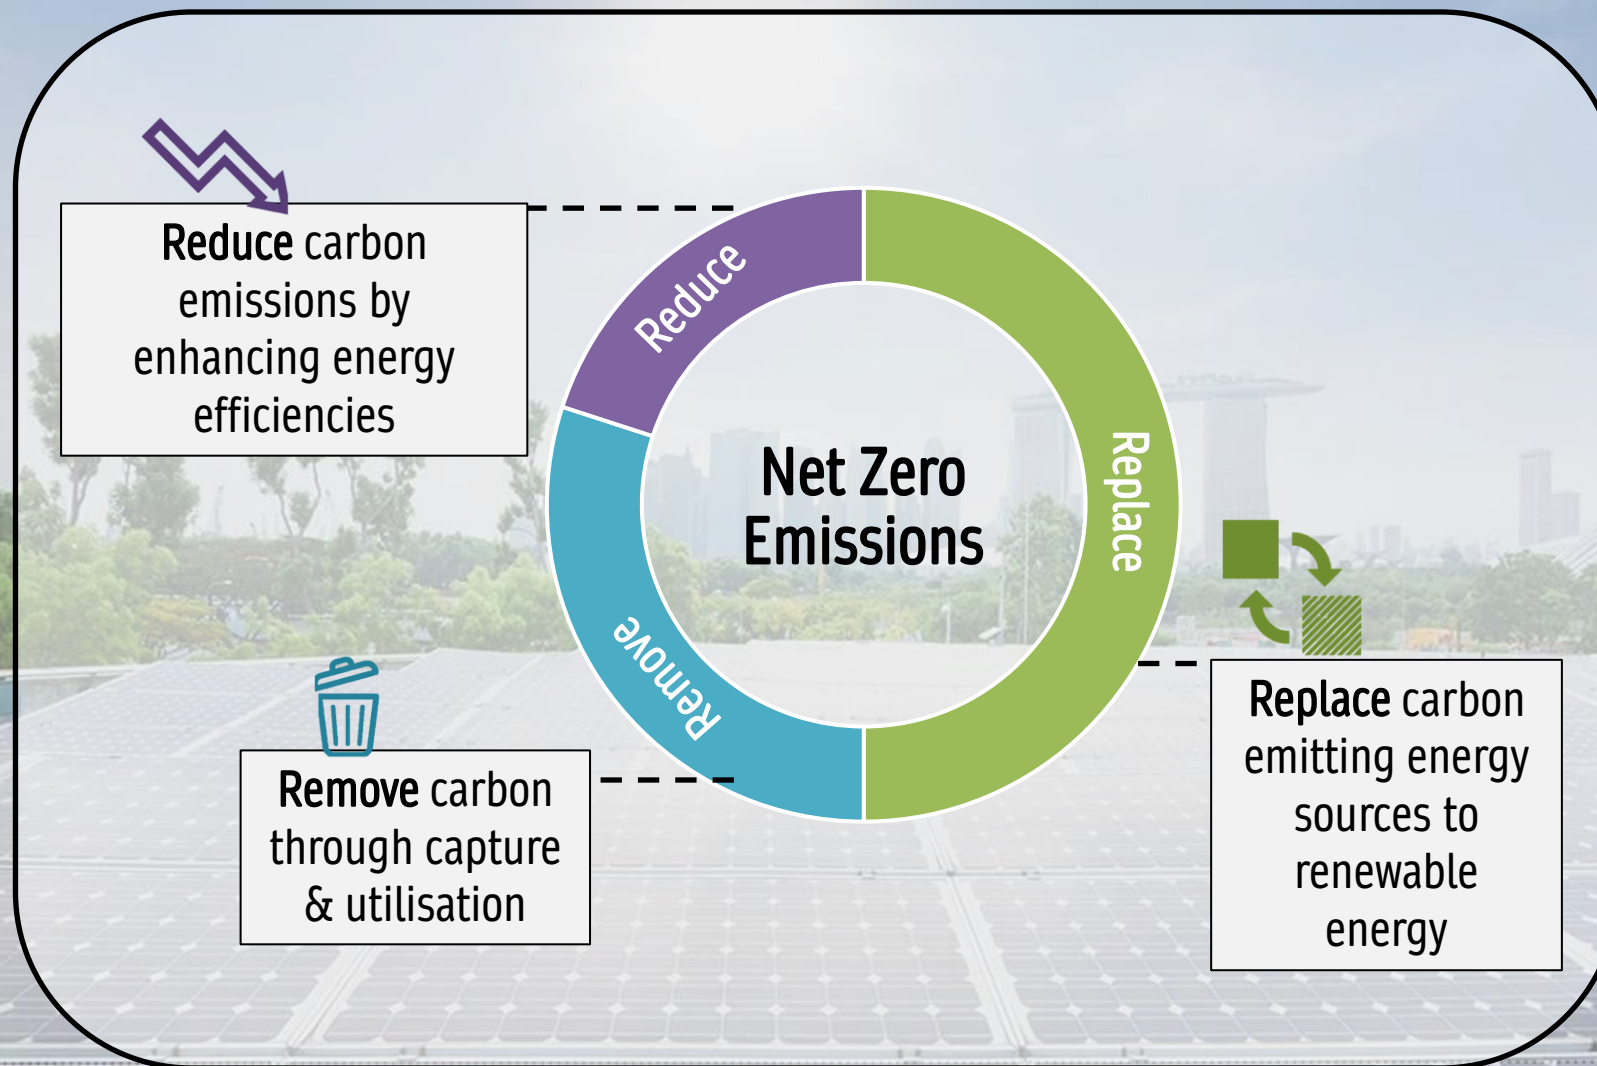 Reduce carbon
emissions by
enhancing energy
efficiencies
Reduce
Replace
Remove
Net Zero
Emissions
Remove carbon
through capture
& utilisation
Replace carbon
emitting energy
sources to
renewable
energy